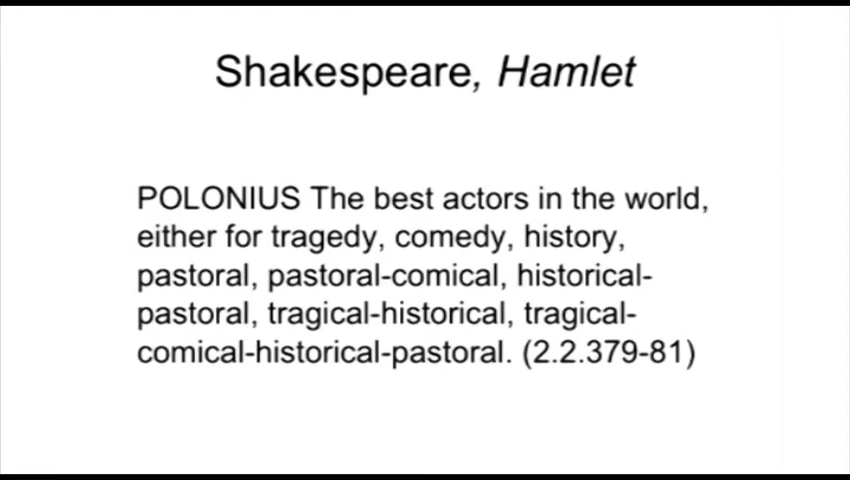 Shakespeare, Hamlet
POLONIUS The best actors in the world,
either for tragedy, comedy, history,
pastoral, pastoral-comical, historical-
pastoral, tragical-historical, tragical-
comical-historical-pastoral. (2.2.379-81)